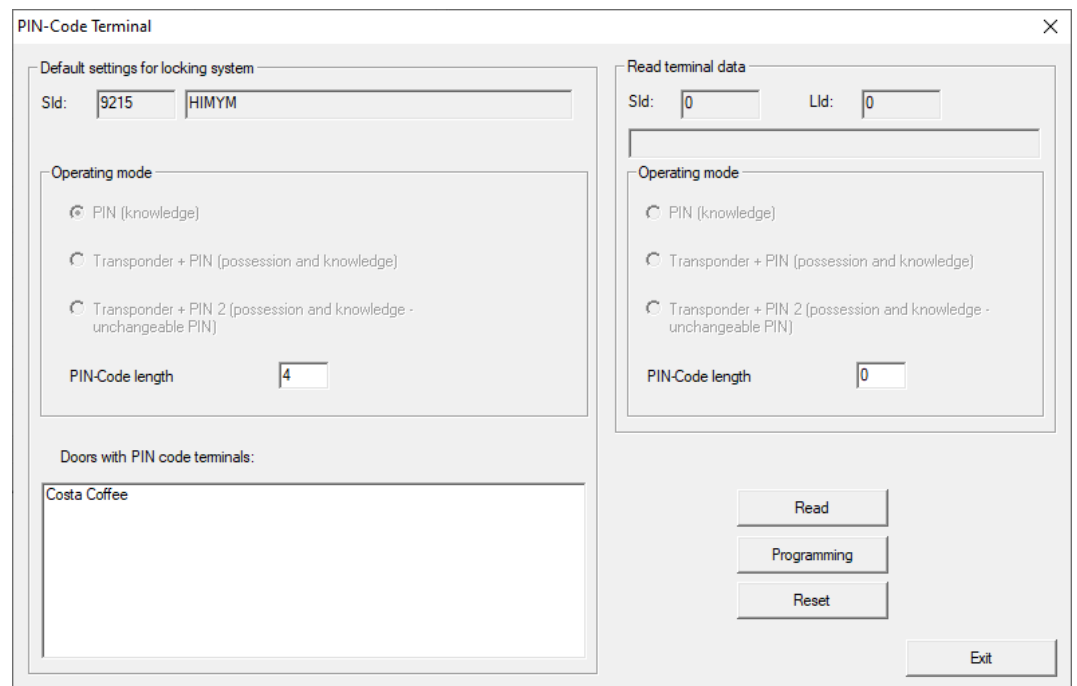 PIN-Code Terminal
Default settings for locking system
SId: 9215 HIMYM
Operating mode
PIN (knowledge)
Transponder + PIN (possession and knowledge)
Transponder + PIN 2 (possession and knowledge -
unchangeable PIN)
PIN-Code length 4
Doors with PIN code terminals:
Costa Coffee
Read terminal data
SId: 0 LId: 0
Operating mode
PIN (knowledge)
Transponder + PIN (possession and knowledge)
Transponder + PIN 2 (possession and knowledge -
unchangeable PIN)
PIN-Code length 0
Read
Programming
Reset
Exit